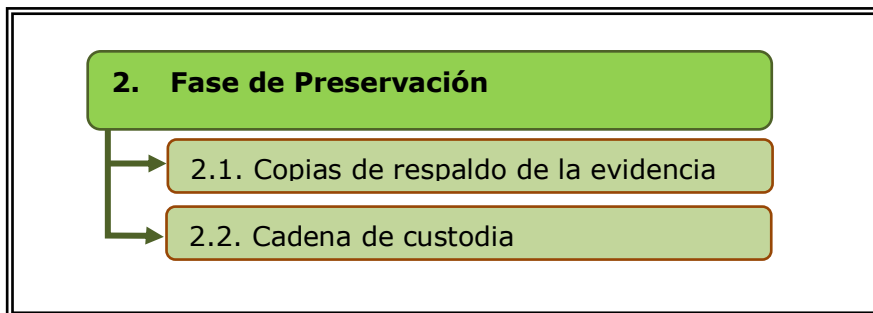 2. Fase de Preservación
2.1. Copias de respaldo de la evidencia
2.2. Cadena de custodia